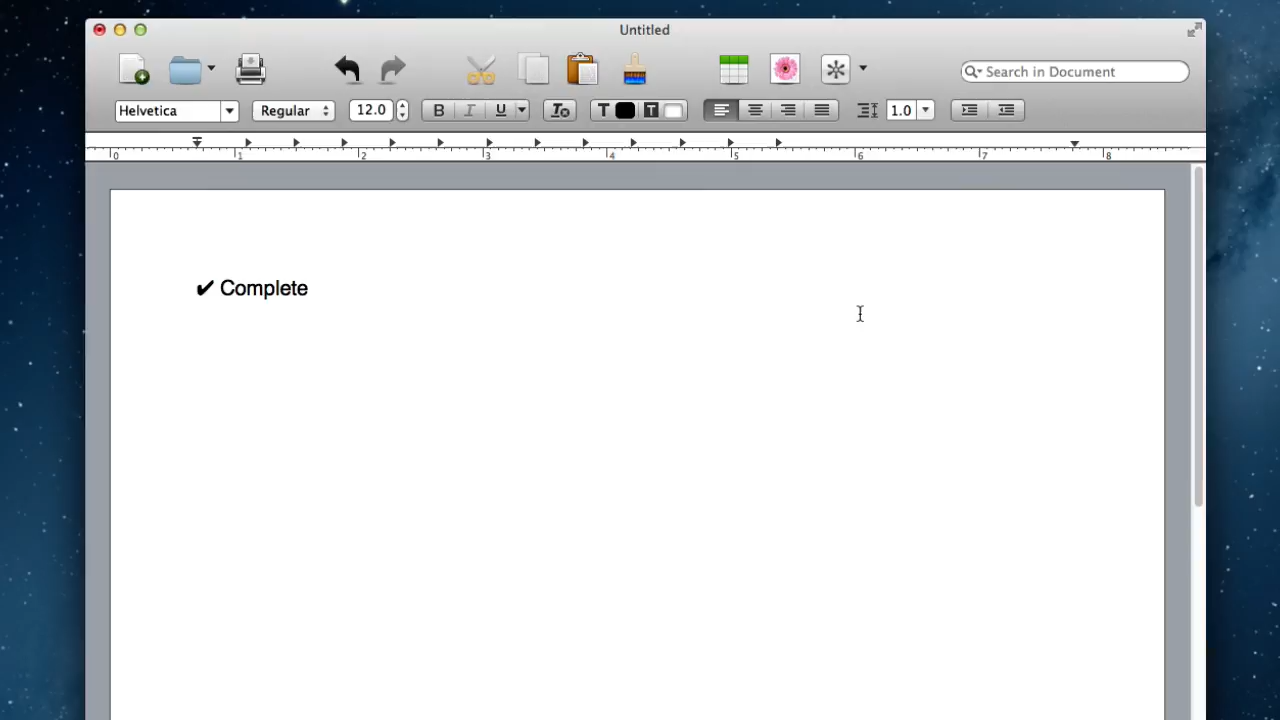 Untitled
Search in Document
Helvetica Regular 12.0 B I U T T 1.0
0 1 2 3 4 5 6 7 8
✔ Complete